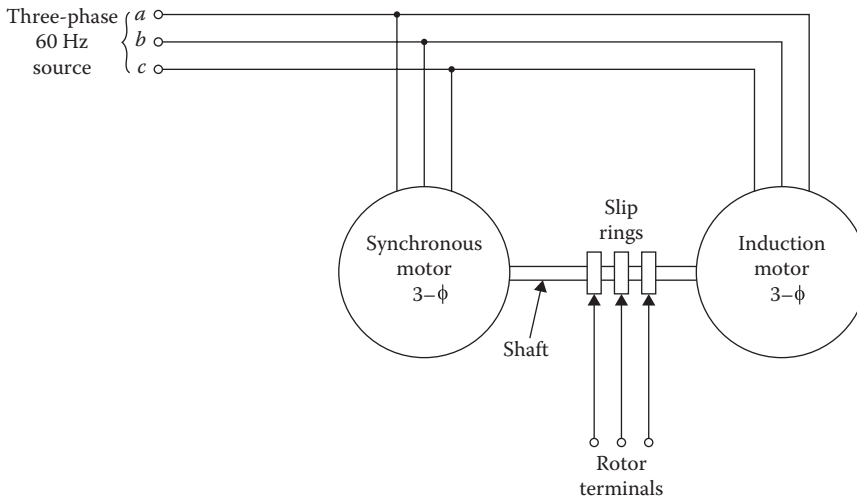 Three-phase
60 Hz
source
a
b
c
Synchronous
motor
3–ϕ
Slip
rings
Induction
motor
3–ϕ
Shaft
Rotor
terminals